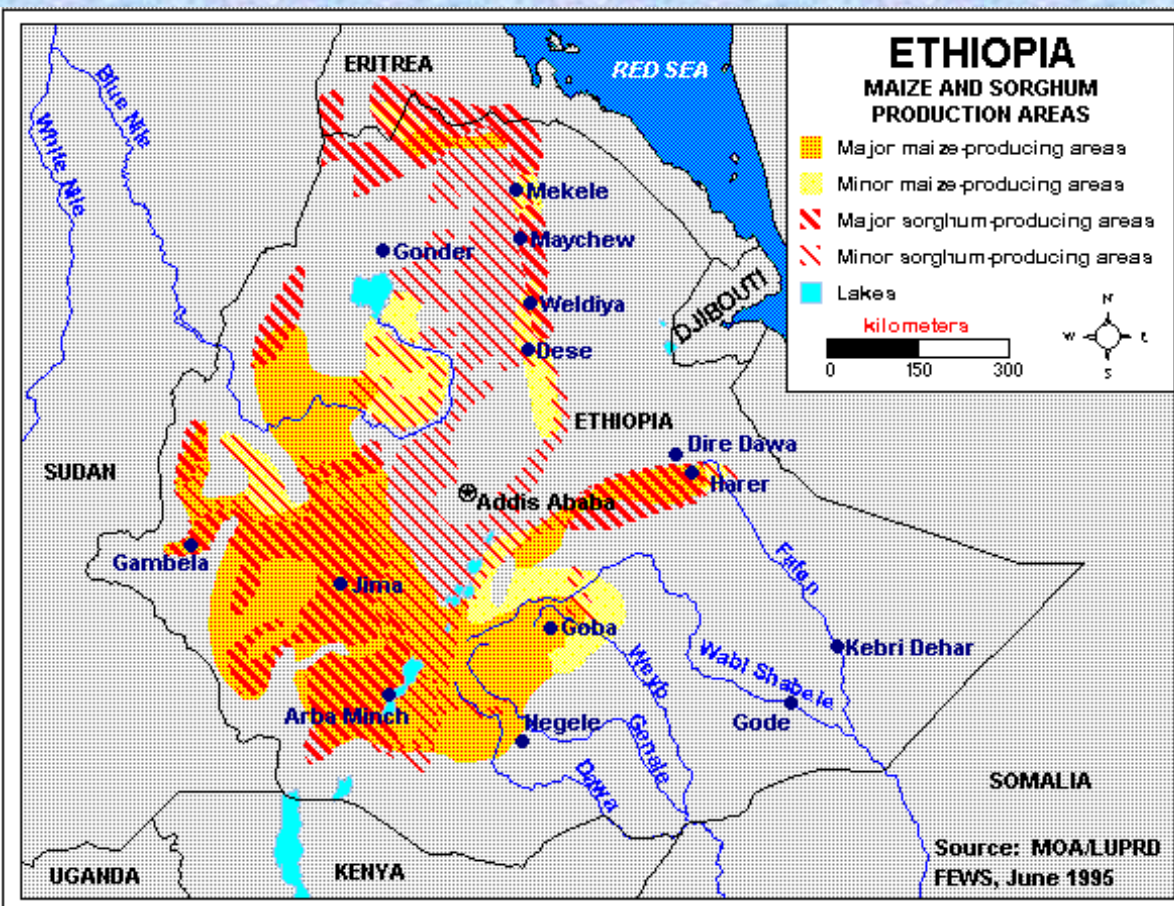 ETHIOPIA
MAIZE AND SORGHUM
PRODUCTION AREAS
Major maize-producing areas
Minor maize-producing areas
Major sorghum-producing areas
Minor sorghum-producing areas
Lakes
kilometers
0 150 300
N
W E
S
ERITREA
RED SEA
Blue Nile
White Nile
Mekele
Maychew
Gonder
DJIBOUTI
Weldiya
Dese
ETHIOPIA
SUDAN
Dire Dawa
Harer
Addis Ababa
Gambela
Jima
Fafen
Goba
Weyb
Wabi Shabele
Kebri Dehar
Arba Minch
Negele
Genale
Gode
Dawa
SOMALIA
UGANDA
KENYA
Source: MOA/LUPRD
FEWS, June 1995